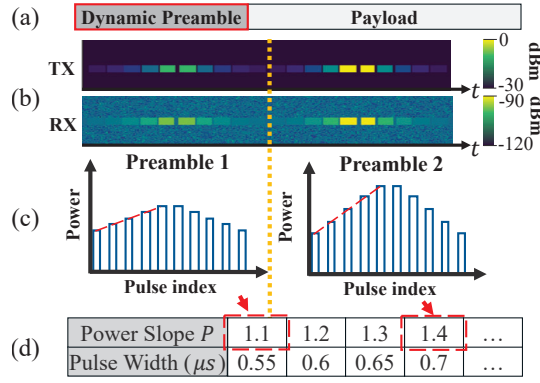 (a) Dynamic Preamble Payload
TX
0
-30
dBm
t
(b)
RX
-90
-120
dBm
t
Preamble 1 Preamble 2
(c)
Power Power
Pulse index Pulse index
(d)
Power Slope P 1.1 1.2 1.3 1.4 ...
Pulse Width (μs) 0.55 0.6 0.65 0.7 ...